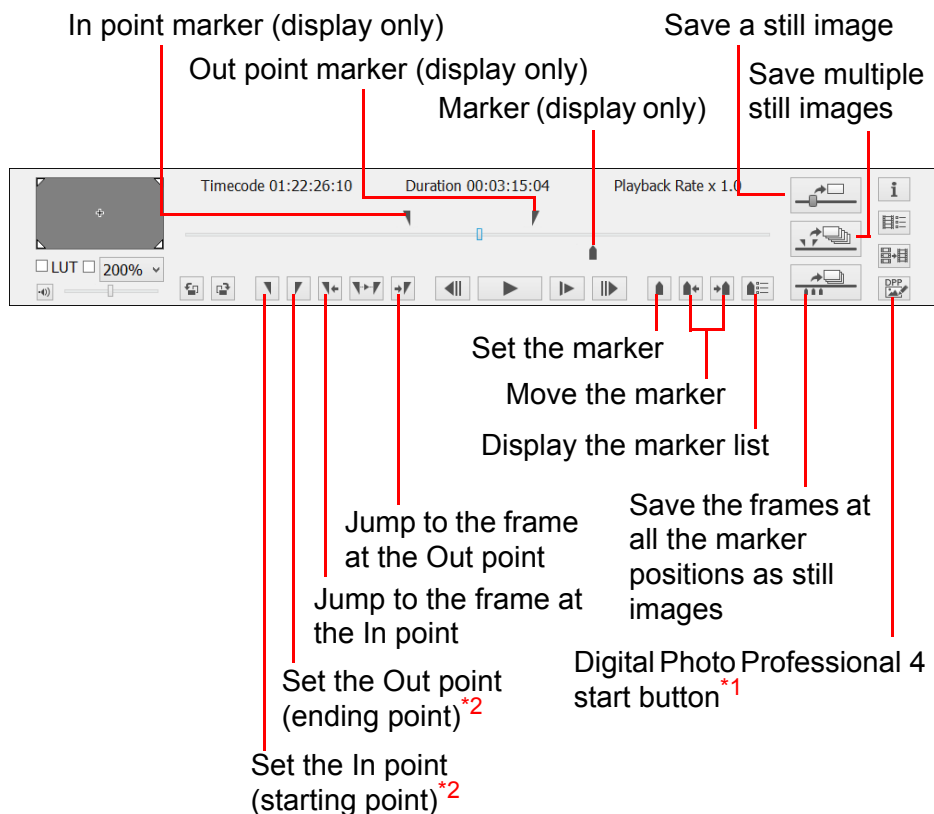 In point marker (display only)
Save a still image
Out point marker (display only)
Save multiple
still images
Marker (display only)
Timecode 01:22:26:10
Duration 00:03:15:04
Playback Rate x 1.0
i
LUT
200%
DPP
Set the marker
Move the marker
Display the marker list
Save the frames at
all the marker
positions as still
images
Jump to the frame
at the Out point
Jump to the frame at
the In point
Digital Photo Professional 4
start button*1
Set the Out point
(ending point)*2
Set the In point
(starting point)*2